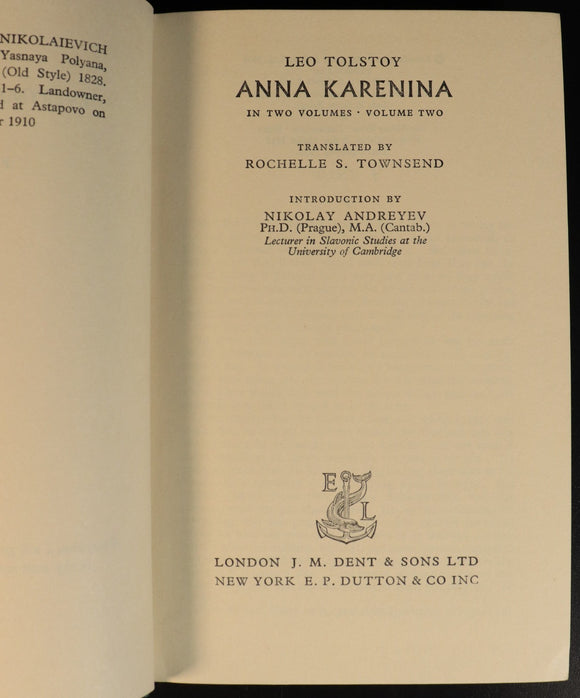 NIKOLAIEVICH
Yasnaya Polyana,
(Old Style) 1828.
1–6. Landowner,
at Astapovo on
1910
LEO TOLSTOY
ANNA KARENINA
IN TWO VOLUMES · VOLUME TWO
TRANSLATED BY
ROCHELLE S. TOWNSEND
INTRODUCTION BY
NIKOLAY ANDREYEV
PH.D. (Prague), M.A. (Cantab.)
Lecturer in Slavonic Studies at the
University of Cambridge
E
L
LONDON J. M. DENT & SONS LTD
NEW YORK E. P. DUTTON & CO INC